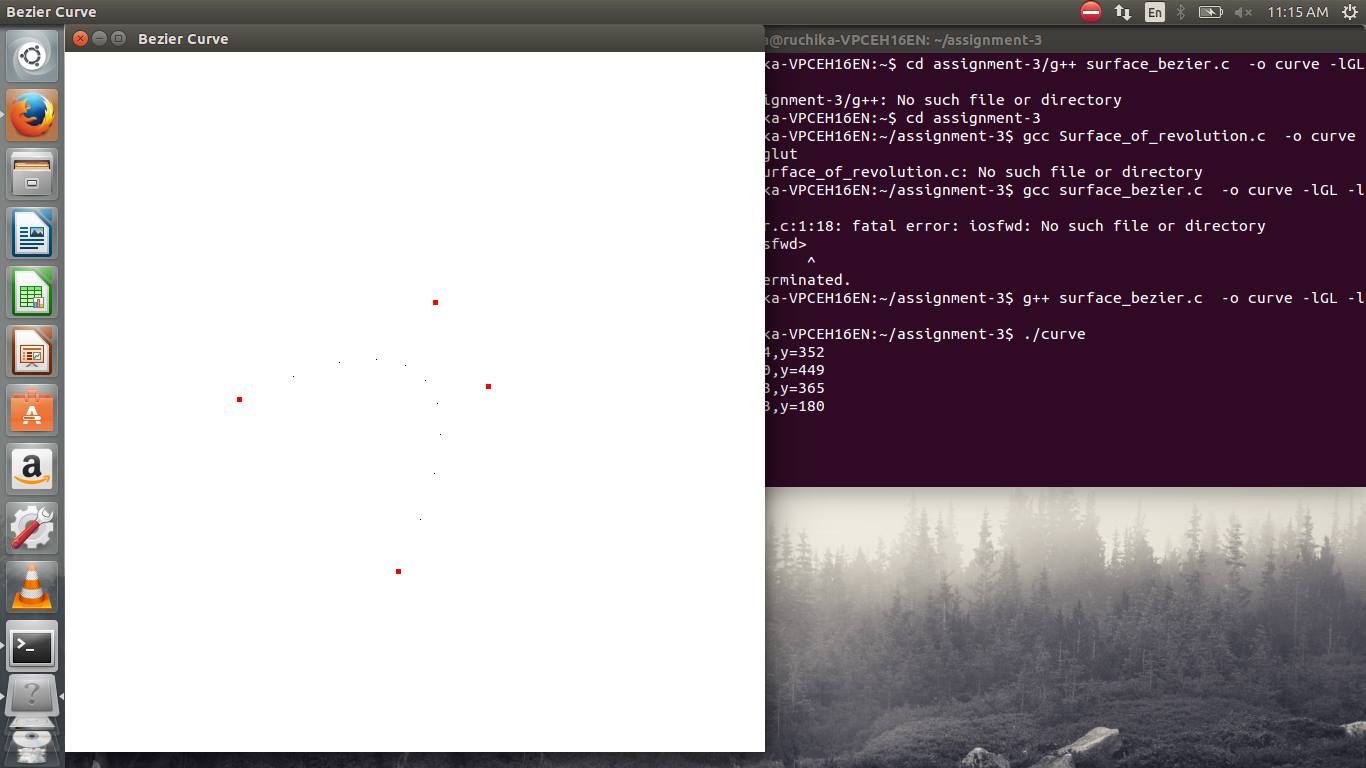 Bezier Curve
En
11:15 AM
Bezier Curve
a@ruchika-VPCEH16EN: ~/assignment-3
ka-VPCEH16EN:~$ cd assignment-3/g++ surface_bezier.c  -o curve -lGL
ignment-3/g++: No such file or directory
ka-VPCEH16EN:~$ cd assignment-3
ka-VPCEH16EN:~/assignment-3$ gcc Surface_of_revolution.c  -o curve
glut
urface_of_revolution.c: No such file or directory
ka-VPCEH16EN:~/assignment-3$ gcc surface_bezier.c  -o curve -lGL -l
r.c:1:18: fatal error: iosfwd: No such file or directory
sfwd>
^
erminated.
ka-VPCEH16EN:~/assignment-3$ g++ surface_bezier.c  -o curve -lGL -l
ka-VPCEH16EN:~/assignment-3$ ./curve
4,y=352
0,y=449
3,y=365
3,y=180